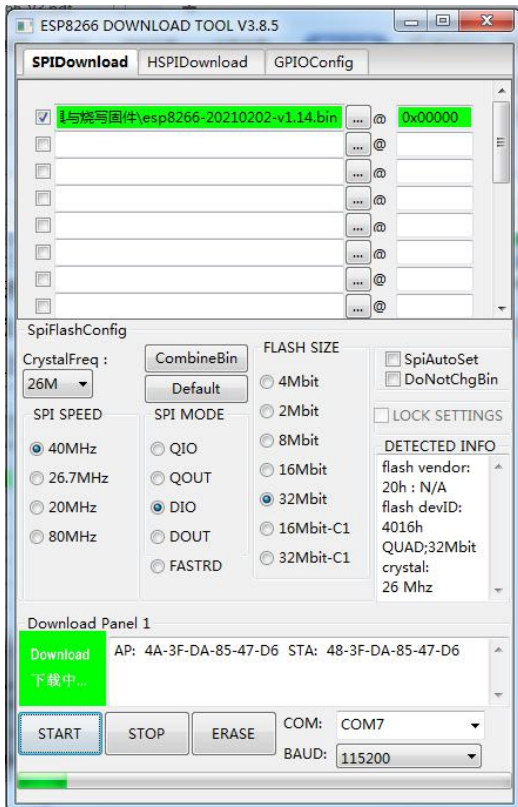 ESP8266 DOWNLOAD TOOL V3.8.5
SPIDownload HSPIDownload GPIOConfig
与烧写固件\esp8266-20210202-v1.14.bin ... @ 0x00000
... @
... @
... @
... @
... @
... @
... @
SpiFlashConfig
CrystalFreq :
26M
CombineBin
Default
SPI SPEED
40MHz
26.7MHz
20MHz
80MHz
SPI MODE
QIO
QOUT
DIO
DOUT
FASTRD
FLASH SIZE
4Mbit
2Mbit
8Mbit
16Mbit
32Mbit
16Mbit-C1
32Mbit-C1
SpiAutoSet
DoNotChgBin
LOCK SETTINGS
DETECTED INFO
flash vendor:
20h : N/A
flash devID:
4016h
QUAD;32Mbit
crystal:
26 Mhz
Download Panel 1
Download
下载中...
AP: 4A-3F-DA-85-47-D6 STA: 48-3F-DA-85-47-D6
START STOP ERASE
COM: COM7
BAUD: 115200